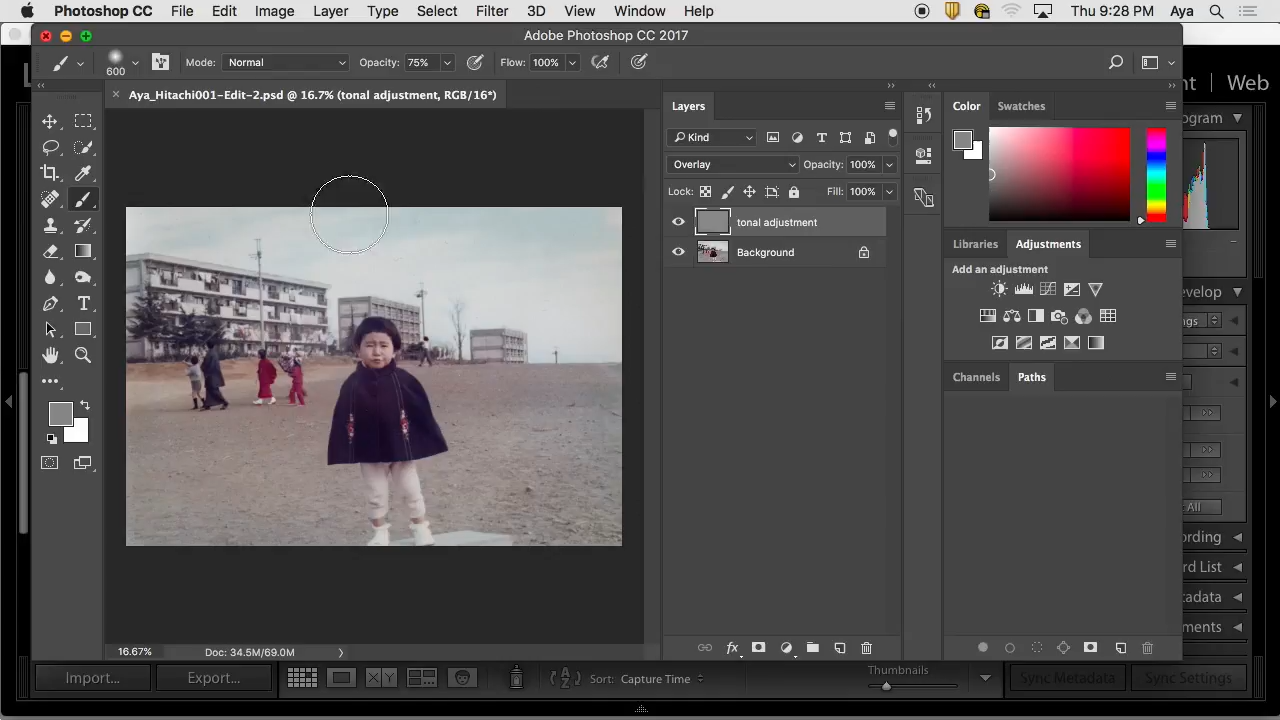 Photoshop CC File Edit Image Layer Type Select Filter 3D View Window Help Thu 9:28 PM Aya
Adobe Photoshop CC 2017
600 Mode: Normal Opacity: 75% Flow: 100%
Web
Aya_Hitachi001-Edit-2.psd @ 16.7% (tonal adjustment, RGB/16*)
Layers
Color Swatches
Kind
Overlay Opacity: 100%
Lock: Fill: 100%
tonal adjustment
Background
Libraries Adjustments
Add an adjustment
Channels Paths
16.67% Doc: 34.5M/69.0M
Import... Export... Sort: Capture Time Thumbnails Sync Metadata Sync Settings